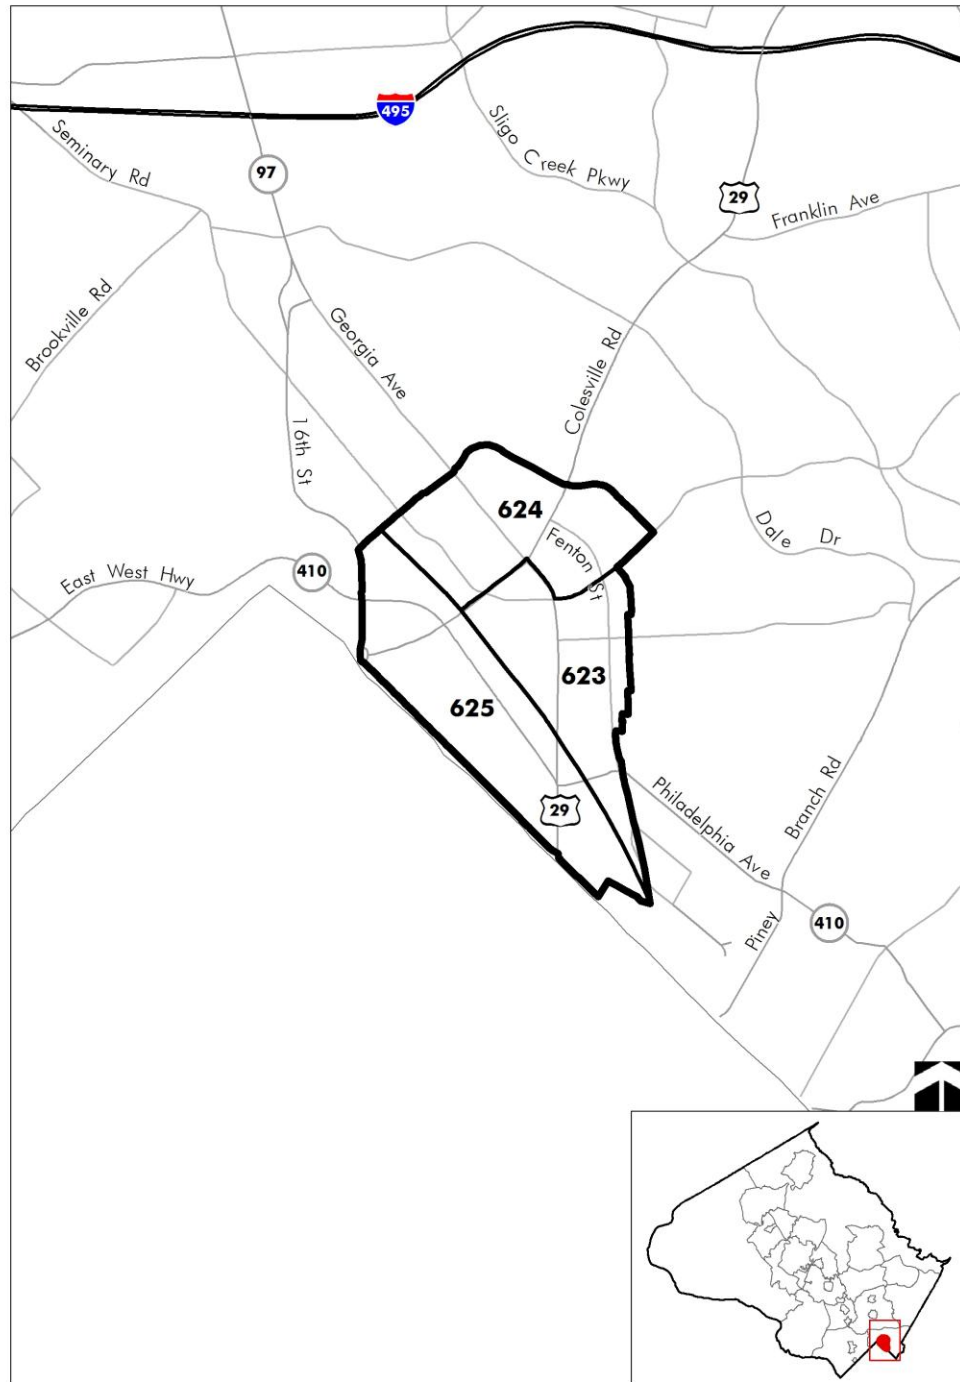 495
Seminary Rd
97
Sligo Creek Pkwy
29
Franklin Ave
Brookville Rd
Georgia Ave
Colesville Rd
16th St
624
Fenton St
Dale Dr
East West Hwy
410
623
625
29
Philadelphia Ave
Branch Rd
Piney
410